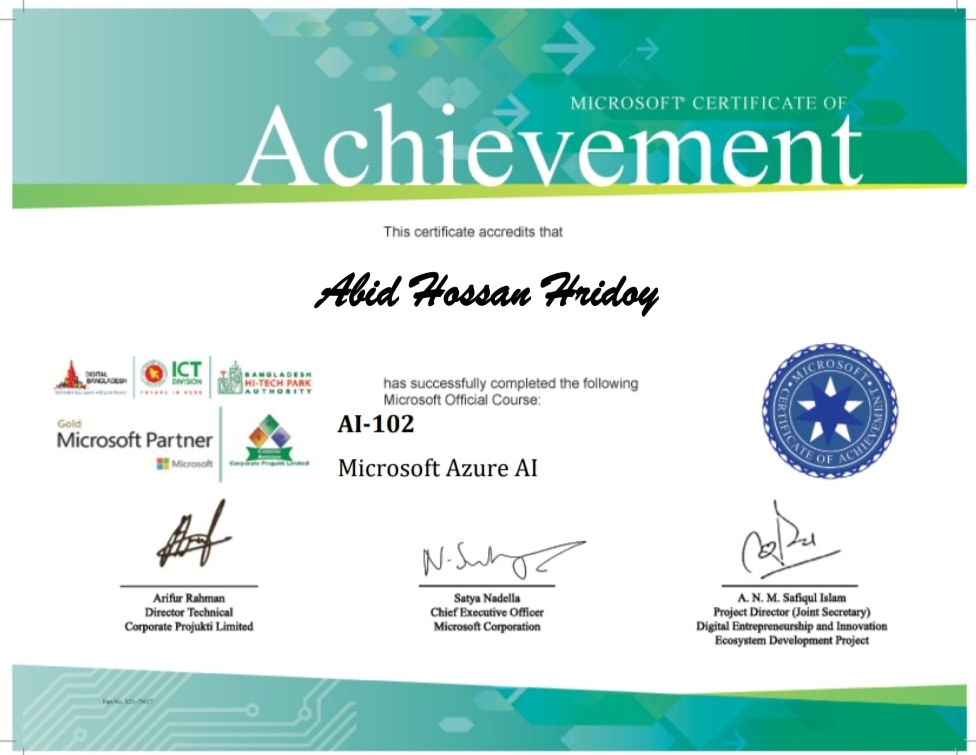 MICROSOFT® CERTIFICATE OF
Achievement
This certificate accredits that
Abid Hossan Hridoy
DIGITAL
BANGLADESH
ICT
DIVISION
FUTURE IS HERE
BANGLADESH
HI-TECH PARK
AUTHORITY
has successfully completed the following
Microsoft Official Course:
AI-102
Microsoft Azure AI
Gold
Microsoft Partner
Microsoft
Corporate Projukti Limited
MICROSOFT
CERTIFICATE OF ACHIEVEMENT
Arifur Rahman
Director Technical
Corporate Projukti Limited
Satya Nadella
Chief Executive Officer
Microsoft Corporation
A. N. M. Safiqul Islam
Project Director (Joint Secretary)
Digital Entrepreneurship and Innovation
Ecosystem Development Project
Part No.